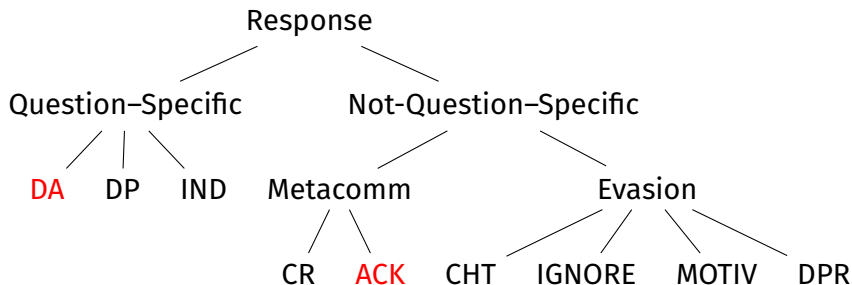 Response
Question–Specific Not-Question–Specific
DA DP IND Metacomm Evasion
CR ACK CHT IGNORE MOTIV DPR